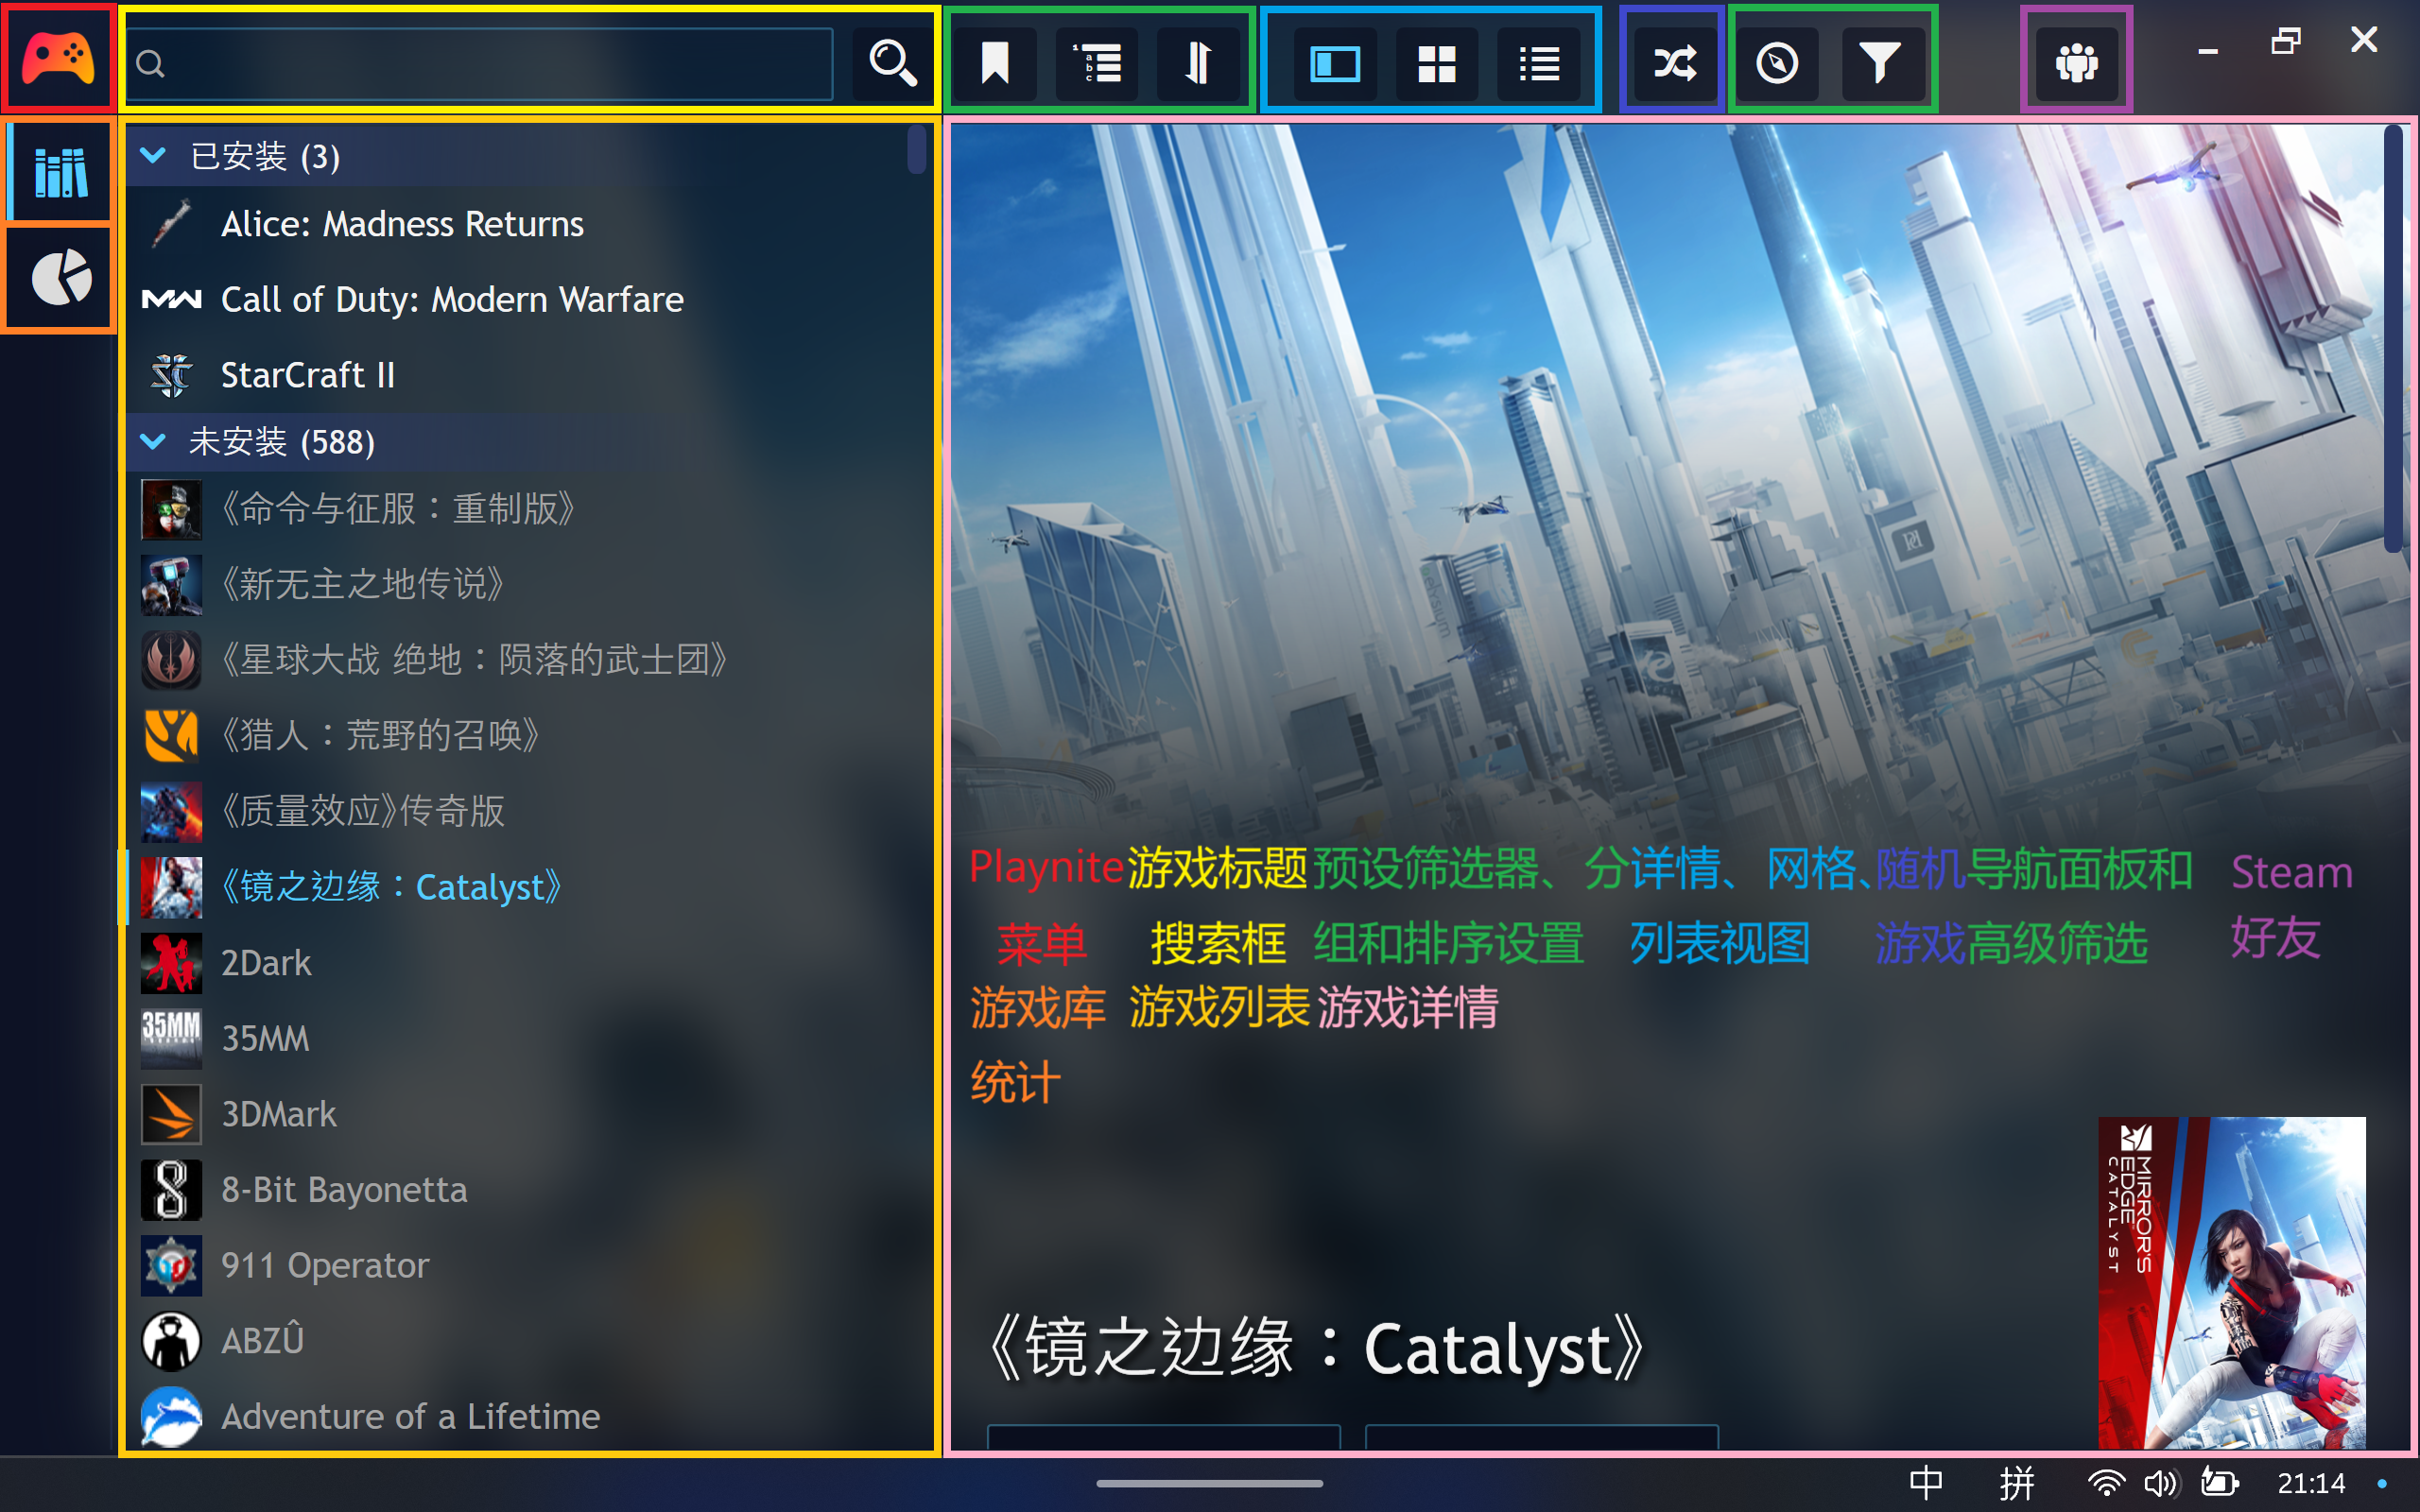 已安装 (3)
Alice: Madness Returns
MW Call of Duty: Modern Warfare
StarCraft II
未安装 (588)
《命令与征服：重制版》
《新无主之地传说》
《星球大战 绝地：陨落的武士团》
《猎人：荒野的召唤》
《质量效应》传奇版
《镜之边缘：Catalyst》
2Dark
35MM 35MM
3DMark
8-Bit Bayonetta
911 Operator
ABZÛ
Adventure of a Lifetime
Playnite 游戏标题 预设筛选器、分 详情、网格、 随机 导航面板和 Steam
菜单 搜索框 组和排序设置 列表视图 游戏 高级筛选 好友
游戏库 游戏列表 游戏详情
统计
MIRROR'S
EDGE
CATALYST
《镜之边缘：Catalyst》
中 拼 21:14